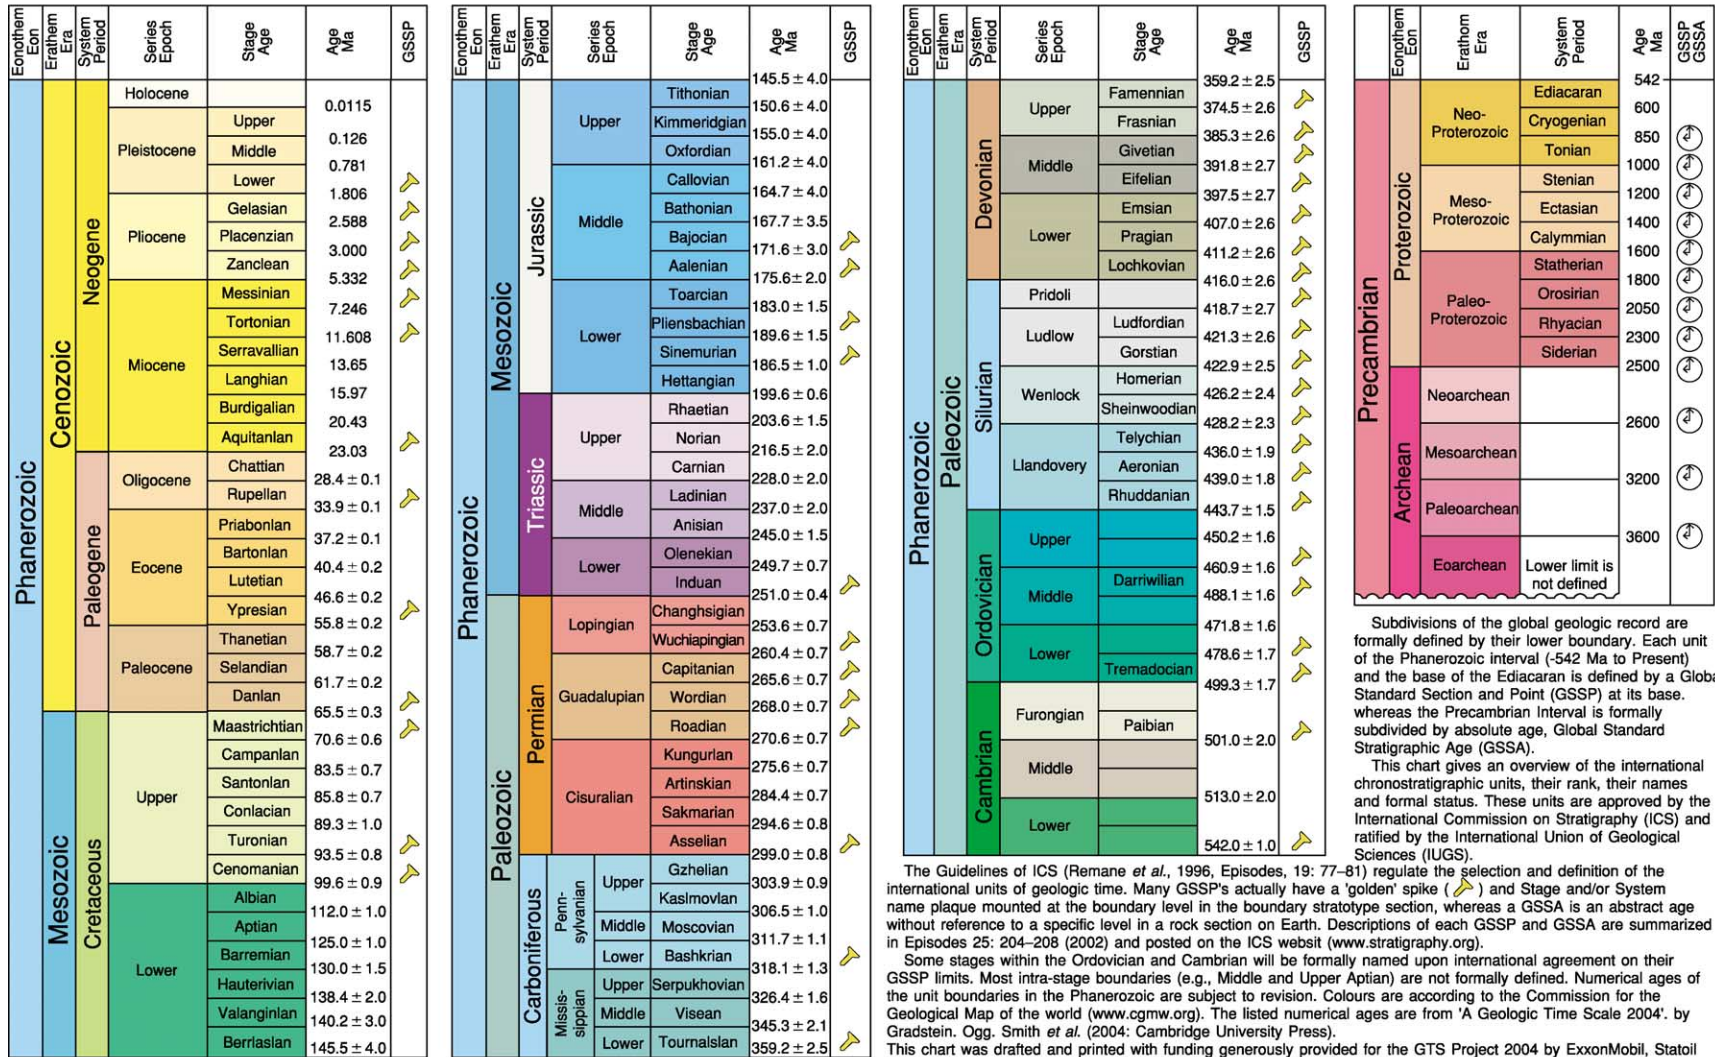 Eonothem Eon
Erathem Era
System Period
Series Epoch
Stage Age
Age Ma
GSSP
Phanerozoic
Cenozoic
Mesozoic
Neogene
Paleogene
Cretaceous
Holocene
Pleistocene
Pliocene
Miocene
Oligocene
Eocene
Paleocene
Upper
Lower
Upper
Middle
Lower
Gelasian
Placenzian
Zanclean
Messinian
Tortonian
Serravallian
Langhian
Burdigalian
Aquitanlan
Chattian
Rupellan
Priabonlan
Bartonlan
Lutetian
Ypresian
Thanetian
Selandian
Danlan
Maastrichtian
Campanlan
Santonlan
Conlacian
Turonian
Cenomanian
Albian
Aptian
Barremian
Hauterivian
Valanginlan
Berrlaslan
0.0115
0.126
0.781
1.806
2.588
3.000
5.332
7.246
11.608
13.65
15.97
20.43
23.03
28.4 ± 0.1
33.9 ± 0.1
37.2 ± 0.1
40.4 ± 0.2
46.6 ± 0.2
55.8 ± 0.2
58.7 ± 0.2
61.7 ± 0.2
65.5 ± 0.3
70.6 ± 0.6
83.5 ± 0.7
85.8 ± 0.7
89.3 ± 1.0
93.5 ± 0.8
99.6 ± 0.9
112.0 ± 1.0
125.0 ± 1.0
130.0 ± 1.5
138.4 ± 2.0
140.2 ± 3.0
145.5 ± 4.0
Eonothem Eon
Erathem Era
System Period
Series Epoch
Stage Age
Age Ma
GSSP
Phanerozoic
Mesozoic
Paleozoic
Jurassic
Triassic
Permian
Carboniferous
Upper
Middle
Lower
Upper
Middle
Lower
Lopingian
Guadalupian
Cisuralian
Penn-
sylvanian
Missis-
sippian
Upper
Middle
Lower
Upper
Middle
Lower
Tithonian
Kimmeridgian
Oxfordian
Callovian
Bathonian
Bajocian
Aalenian
Toarcian
Pliensbachian
Sinemurian
Hettangian
Rhaetian
Norian
Carnian
Ladinian
Anisian
Olenekian
Induan
Changhsigian
Wuchiapingian
Capitanian
Wordian
Roadian
Kungurlan
Artinskian
Sakmarian
Asselian
Gzhelian
Kaslmovlan
Moscovian
Bashkrian
Serpukhovian
Visean
Tournalslan
145.5 ± 4.0
150.6 ± 4.0
155.0 ± 4.0
161.2 ± 4.0
164.7 ± 4.0
167.7 ± 3.5
171.6 ± 3.0
175.6 ± 2.0
183.0 ± 1.5
189.6 ± 1.5
186.5 ± 1.0
199.6 ± 0.6
203.6 ± 1.5
216.5 ± 2.0
228.0 ± 2.0
237.0 ± 2.0
245.0 ± 1.5
249.7 ± 0.7
251.0 ± 0.4
253.6 ± 0.7
260.4 ± 0.7
265.6 ± 0.7
268.0 ± 0.7
270.6 ± 0.7
275.6 ± 0.7
284.4 ± 0.7
294.6 ± 0.8
299.0 ± 0.8
303.9 ± 0.9
306.5 ± 1.0
311.7 ± 1.1
318.1 ± 1.3
326.4 ± 1.6
345.3 ± 2.1
359.2 ± 2.5
Eonothem Eon
Erathem Era
System Period
Series Epoch
Stage Age
Age Ma
GSSP
Phanerozoic
Paleozoic
Devonian
Silurian
Ordovician
Cambrian
Upper
Middle
Lower
Pridoli
Ludlow
Wenlock
Llandovery
Upper
Middle
Lower
Furongian
Middle
Lower
Famennian
Frasnian
Givetian
Eifelian
Emsian
Pragian
Lochkovian
Ludfordian
Gorstian
Homerian
Sheinwoodian
Telychian
Aeronian
Rhuddanian
Darriwilian
Tremadocian
Paibian
359.2 ± 2.5
374.5 ± 2.6
385.3 ± 2.6
391.8 ± 2.7
397.5 ± 2.7
407.0 ± 2.6
411.2 ± 2.6
416.0 ± 2.6
418.7 ± 2.7
421.3 ± 2.6
422.9 ± 2.5
426.2 ± 2.4
428.2 ± 2.3
436.0 ± 1.9
439.0 ± 1.8
443.7 ± 1.5
450.2 ± 1.6
460.9 ± 1.6
488.1 ± 1.6
471.8 ± 1.6
478.6 ± 1.7
499.3 ± 1.7
501.0 ± 2.0
513.0 ± 2.0
542.0 ± 1.0
Eonothem Eon
Erathom Era
System Period
Age Ma
GSSP GSSA
Precambrian
Proterozoic
Archean
Neo-
Proterozoic
Meso-
Proterozoic
Paleo-
Proterozoic
Neoarchean
Mesoarchean
Paleoarchean
Eoarchean
Ediacaran
Cryogenian
Tonian
Stenian
Ectasian
Calymmian
Statherian
Orosirian
Rhyacian
Siderian
Lower limit is
not defined
542
600
850
1000
1200
1400
1600
1800
2050
2300
2500
2600
3200
3600
Subdivisions of the global geologic record are
formally defined by their lower boundary. Each unit
of the Phanerozoic interval (-542 Ma to Present)
and the base of the Ediacaran is defined by a Globa
Standard Section and Point (GSSP) at its base.
whereas the Precambrian Interval is formally
subdivided by absolute age, Global Standard
Stratigraphic Age (GSSA).
This chart gives an overview of the international
chronostratigraphic units, their rank, their names
and formal status. These units are approved by the
International Commission on Stratigraphy (ICS) and
ratified by the International Union of Geological
Sciences (IUGS).
The Guidelines of ICS (Remane et al., 1996, Episodes, 19: 77–81) regulate the selection and definition of the
international units of geologic time. Many GSSP's actually have a 'golden' spike ( ) and Stage and/or System
name plaque mounted at the boundary level in the boundary stratotype section, whereas a GSSA is an abstract age
without reference to a specific level in a rock section on Earth. Descriptions of each GSSP and GSSA are summarized
in Episodes 25: 204–208 (2002) and posted on the ICS websit (www.stratigraphy.org).
Some stages within the Ordovician and Cambrian will be formally named upon international agreement on their
GSSP limits. Most intra-stage boundaries (e.g., Middle and Upper Aptian) are not formally defined. Numerical ages of
the unit boundaries in the Phanerozoic are subject to revision. Colours are according to the Commission for the
Geological Map of the world (www.cgmw.org). The listed numerical ages are from 'A Geologic Time Scale 2004'. by
Gradstein. Ogg. Smith et al. (2004: Cambridge University Press).
This chart was drafted and printed with funding generously provided for the GTS Project 2004 by ExxonMobil, Statoil